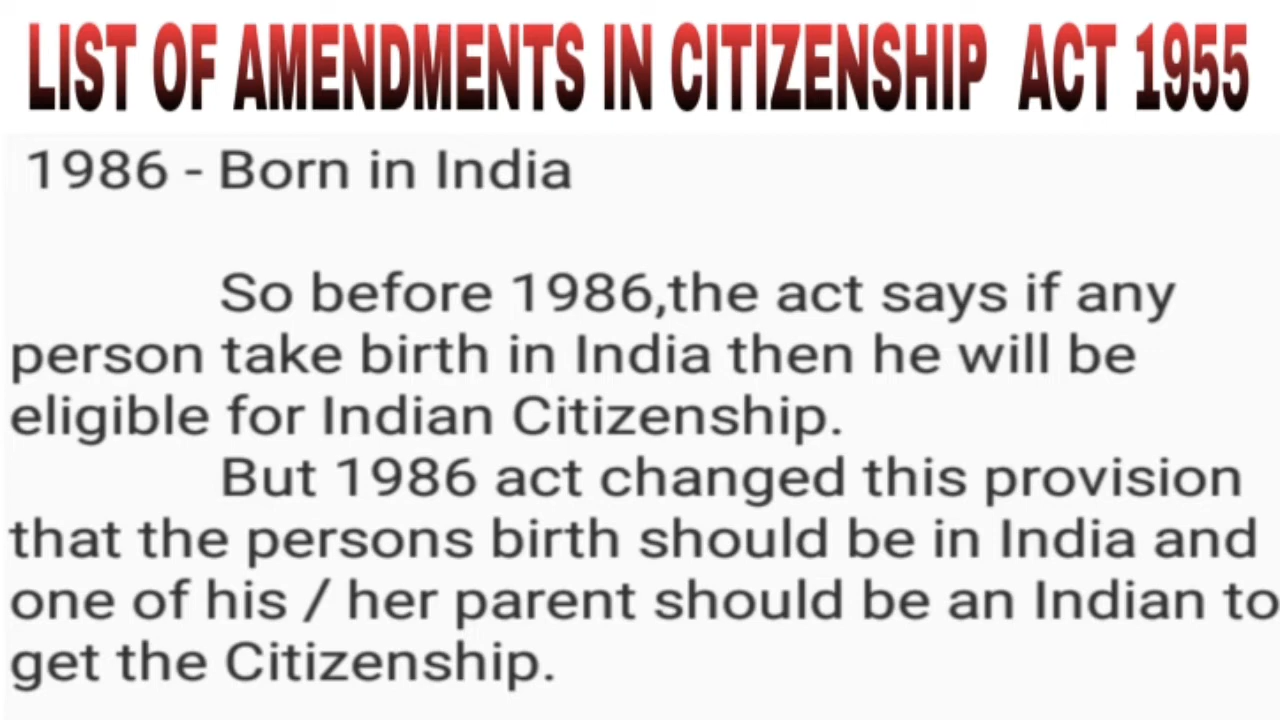 LIST OF AMENDMENTS IN CITIZENSHIP ACT 1955
1986 - Born in India
So before 1986,the act says if any
person take birth in India then he will be
eligible for Indian Citizenship.
But 1986 act changed this provision
that the persons birth should be in India and
one of his / her parent should be an Indian to
get the Citizenship.